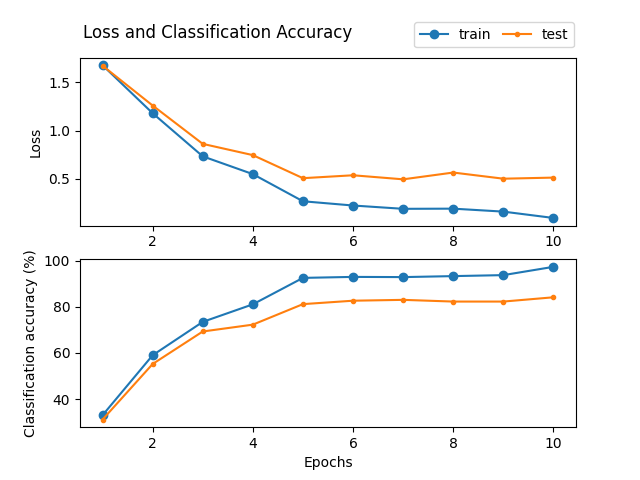 Loss and Classification Accuracy
train test
1.5
1.0
0.5
Loss
2 4 6 8 10
100
80
60
40
Classification accuracy (%)
2 4 6 8 10
Epochs